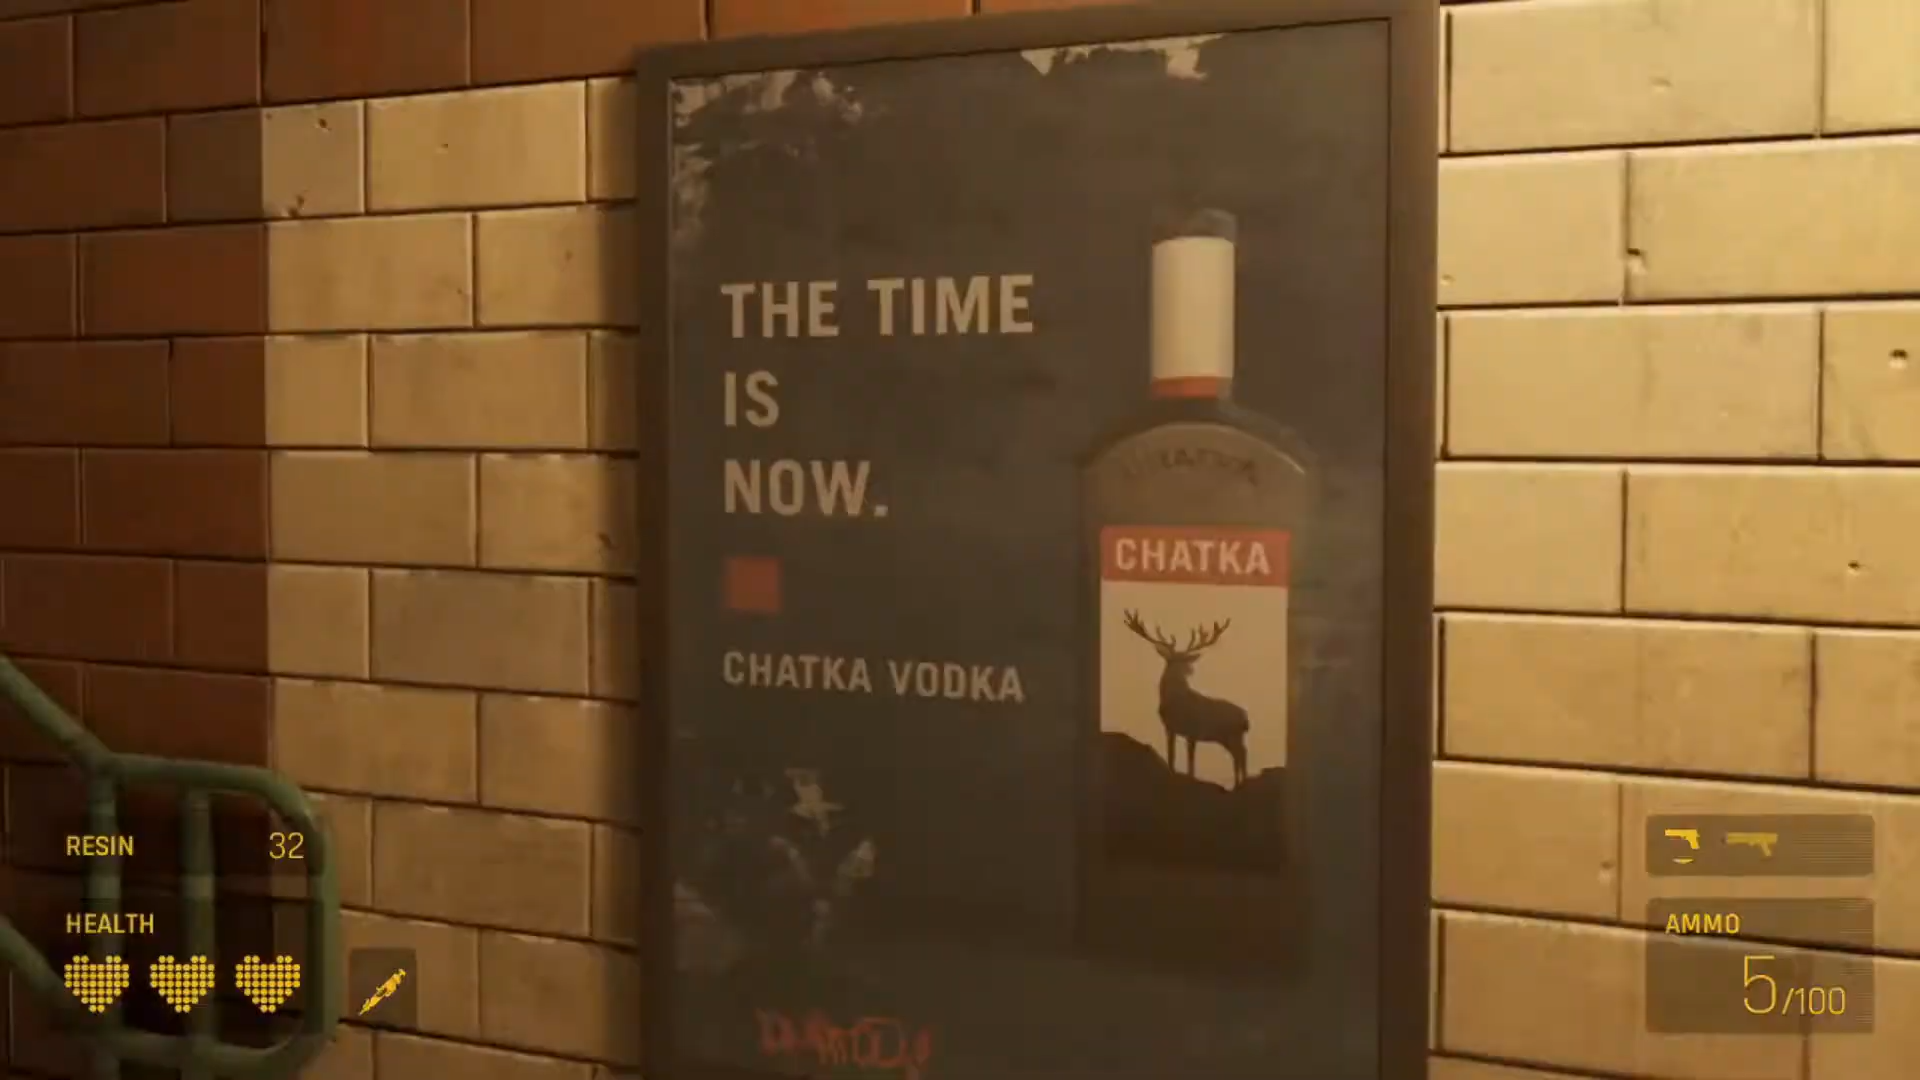 THE TIME
IS
NOW.
CHATKA VODKA
CHATKA
RESIN 32
HEALTH
AMMO
5/100